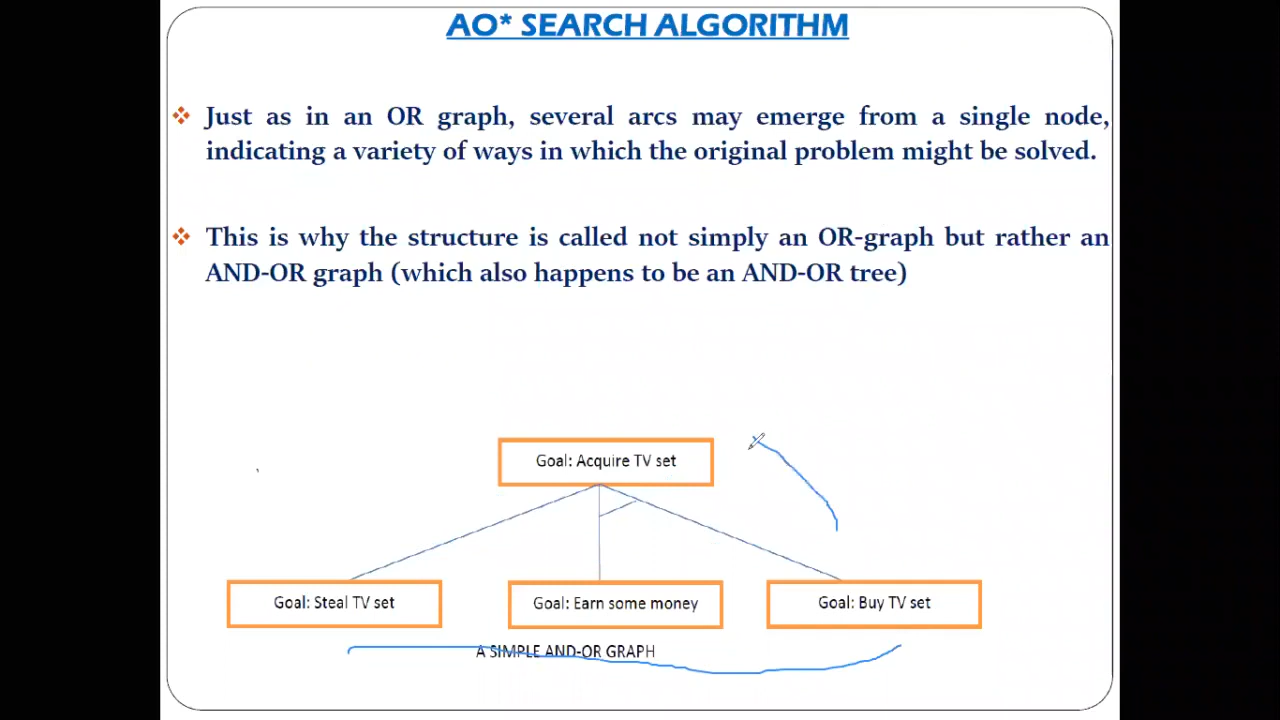 AO* SEARCH ALGORITHM
Just as in an OR graph, several arcs may emerge from a single node,
indicating a variety of ways in which the original problem might be solved.
This is why the structure is called not simply an OR-graph but rather an
AND-OR graph (which also happens to be an AND-OR tree)
Goal: Acquire TV set
Goal: Steal TV set
Goal: Earn some money
Goal: Buy TV set
A SIMPLE AND-OR GRAPH